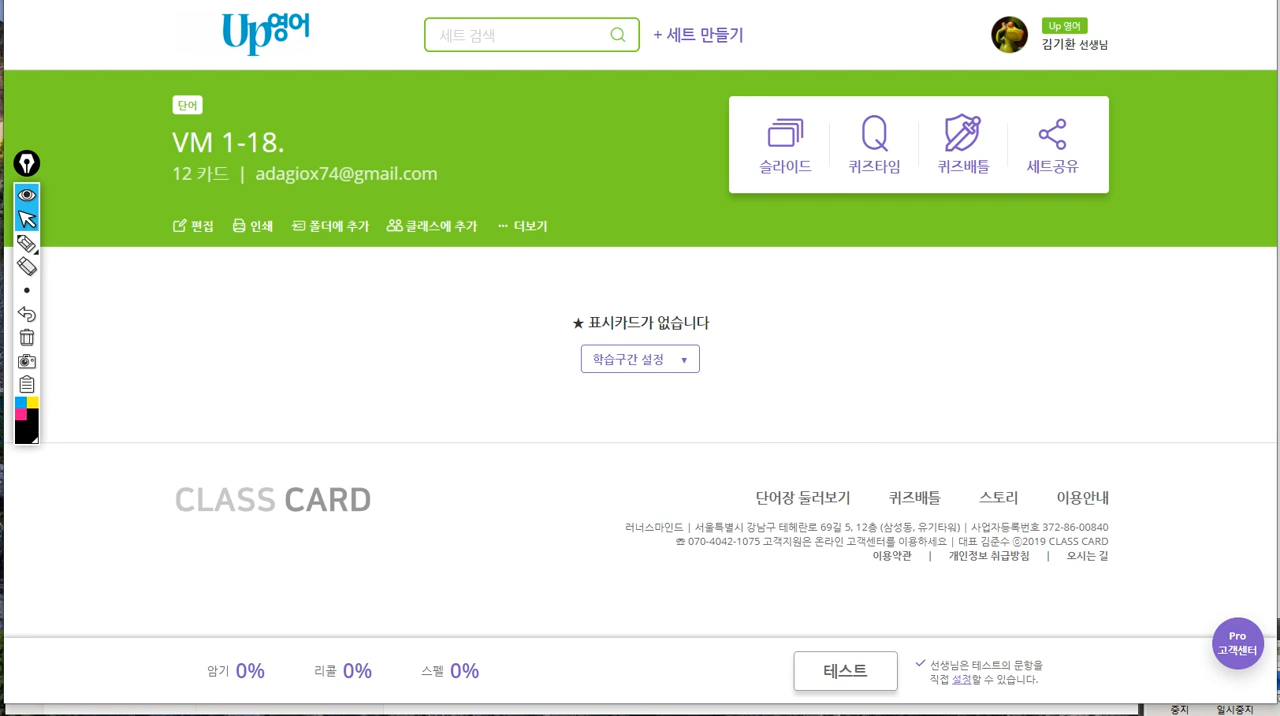 Up영어
세트 검색
+ 세트 만들기
Up 영어
김기환 선생님
단어
VM 1-18.
12 카드 | adagiox74@gmail.com
편집 인쇄 폴더에 추가 클래스에 추가 ··· 더보기
슬라이드 퀴즈타임 퀴즈배틀 세트공유
★ 표시카드가 없습니다
학습구간 설정 ▼
CLASS CARD
단어장 둘러보기 퀴즈배틀 스토리 이용안내
러너스마인드 | 서울특별시 강남구 테헤란로 69길 5, 12층 (삼성동, 유기타워) | 사업자등록번호 372-86-00840
☎ 070-4042-1075 고객지원은 온라인 고객센터를 이용하세요 | 대표 김준수 ⓒ2019 CLASS CARD
이용약관 | 개인정보 취급방침 | 오시는 길
Pro
고객센터
암기 0% 리콜 0% 스펠 0%
테스트
선생님은 테스트의 문항을
직접 설정할 수 있습니다.
중지 일시중지